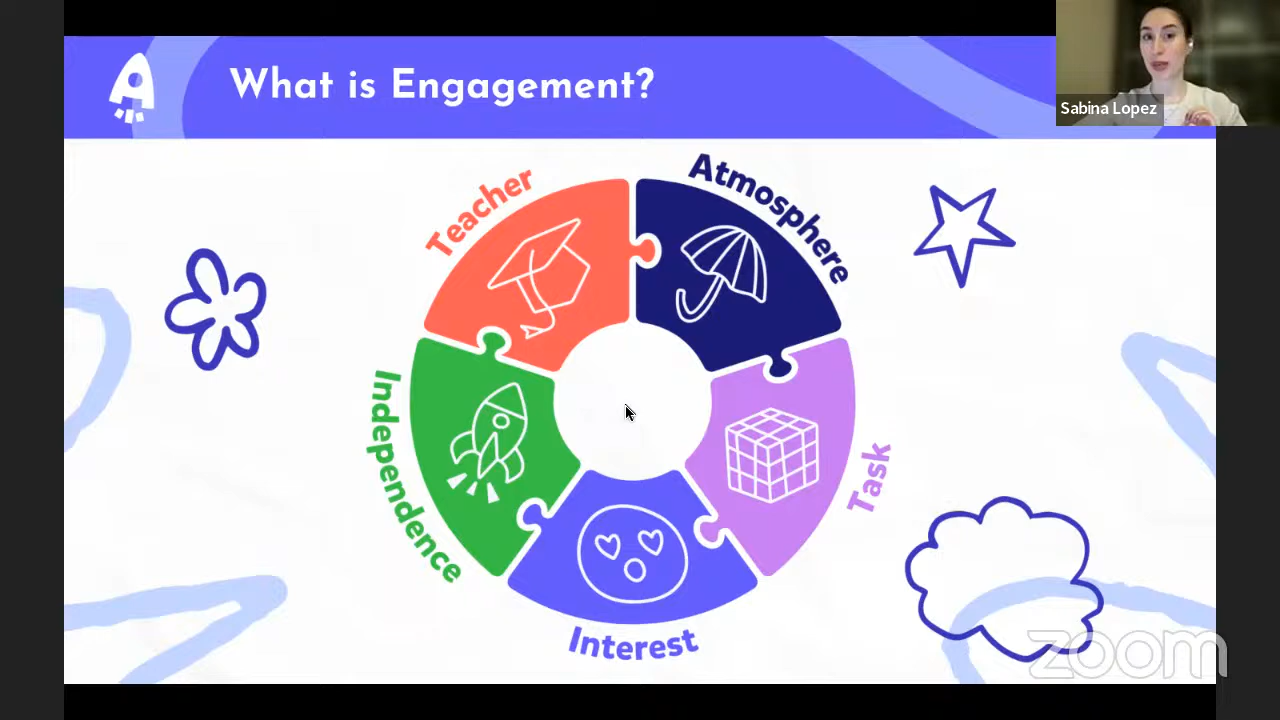 What is Engagement?
Sabina Lopez
Teacher
Atmosphere
Independence
Task
Interest
zoom